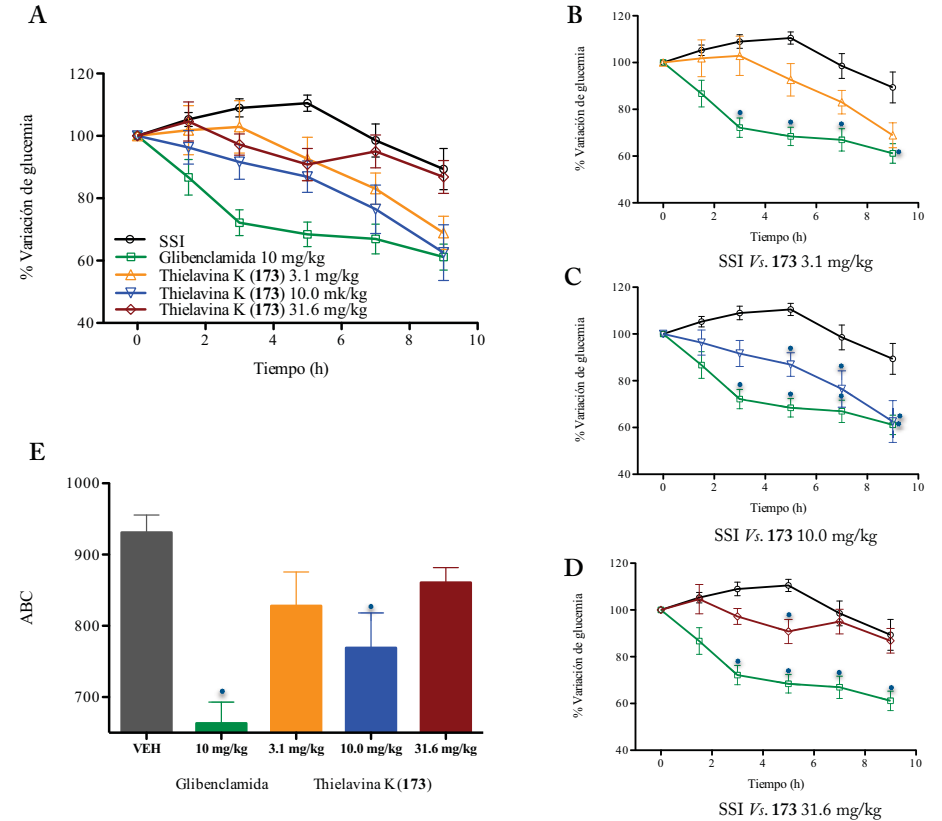 A
% Variación de glucemia
120
100
80
60
40
SSI
Glibenclamida 10 mg/kg
Thielavina K (173) 3.1 mg/kg
Thielavina K (173) 10.0 mk/kg
Thielavina K (173) 31.6 mg/kg
0 2 4 6 8 10
Tiempo (h)
B
% Variación de glucemia
120
100
80
60
40
0 2 4 6 8 10
Tiempo (h)
SSI Vs. 173 3.1 mg/kg
C
% Variación de glucemia
120
100
80
60
40
0 2 4 6 8 10
Tiempo (h)
SSI Vs. 173 10.0 mg/kg
D
% Variación de glucemia
120
100
80
60
40
0 2 4 6 8 10
Tiempo (h)
SSI Vs. 173 31.6 mg/kg
E
ABC
1000
900
800
700
VEH 10 mg/kg 3.1 mg/kg 10.0 mg/kg 31.6 mg/kg
Glibenclamida Thielavina K (173)